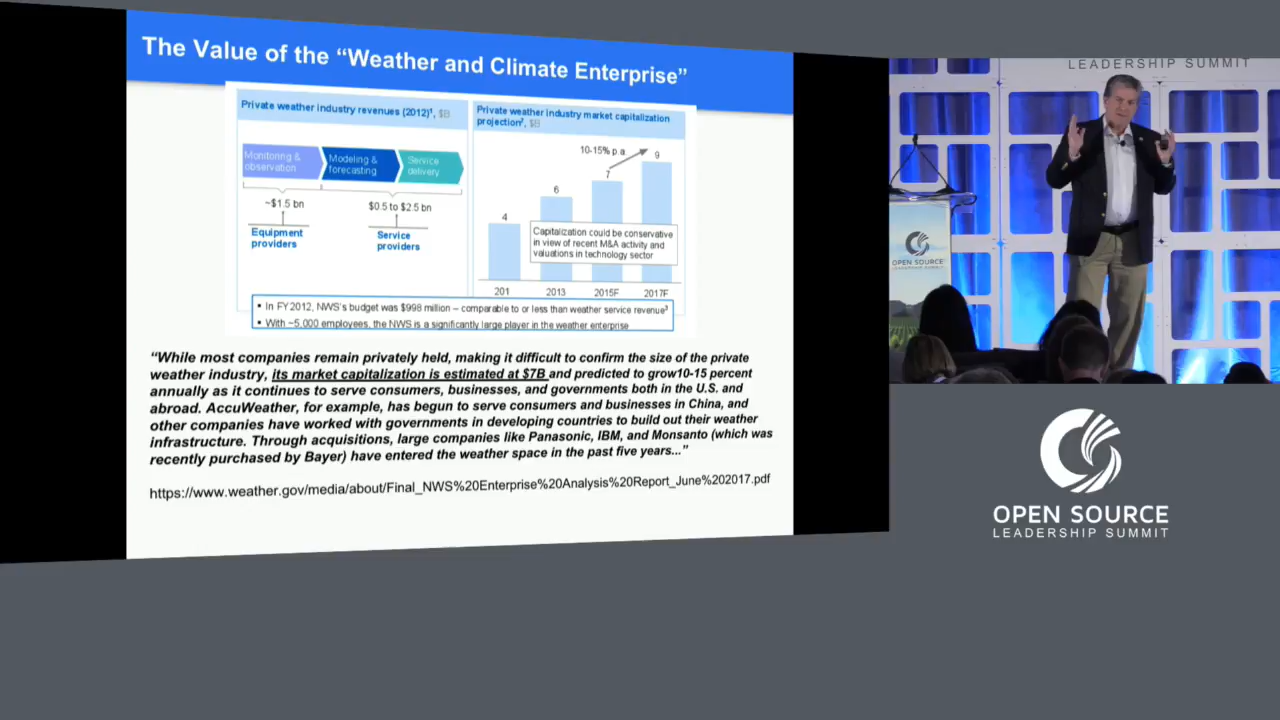 The Value of the “Weather and Climate Enterprise”
Private weather industry revenues (2012)¹, $B
Monitoring &
observation
Modeling &
forecasting
Service
delivery
~$1.5 bn
$0.5 to $2.5 bn
Equipment
providers
Service
providers
Private weather industry market capitalization
projection², $B
10-15% p.a
4
6
7
9
Capitalization could be conservative
in view of recent M&A activity and
valuations in technology sector
201
2013
2015F
2017F
▪ In FY2012, NWS's budget was $998 million – comparable to or less than weather service revenue³
▪ With ~5,000 employees, the NWS is a significantly large player in the weather enterprise
“While most companies remain privately held, making it difficult to confirm the size of the private
weather industry, its market capitalization is estimated at $7B and predicted to grow10-15 percent
annually as it continues to serve consumers, businesses, and governments both in the U.S. and
abroad. AccuWeather, for example, has begun to serve consumers and businesses in China, and
other companies have worked with governments in developing countries to build out their weather
infrastructure. Through acquisitions, large companies like Panasonic, IBM, and Monsanto (which was
recently purchased by Bayer) have entered the weather space in the past five years...”
https://www.weather.gov/media/about/Final_NWS%20Enterprise%20Analysis%20Report_June%202017.pdf
LEADERSHIP SUMMIT
OPEN SOURCE
LEADERSHIP SUMMIT
OPEN SOURCE
LEADERSHIP SUMMIT